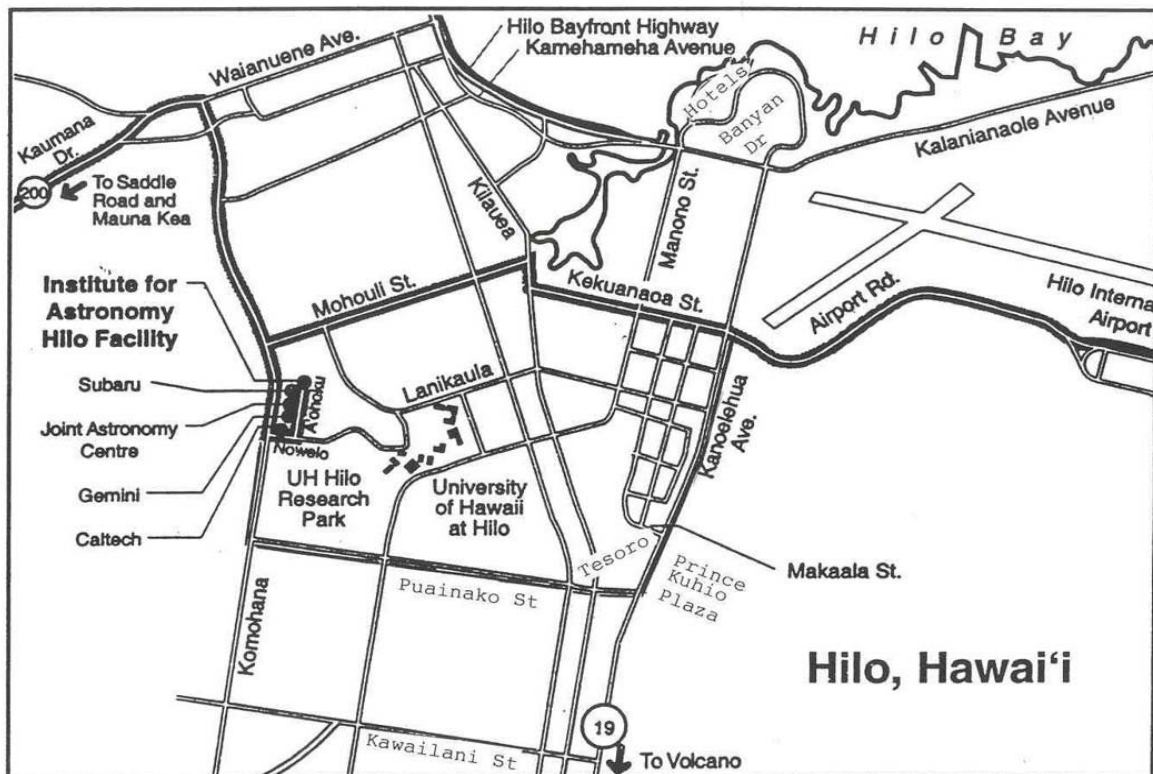 Hilo Bayfront Highway
Kamehameha Avenue
Hilo Bay
Waianuene Ave.
Hotels
Banyan
Dr
Kalanianaole Avenue
Kaumana
Dr.
200
To Saddle
Road and
Mauna Kea
Kilauea
Manono St.
Institute for
Astronomy
Hilo Facility
Mohouli St.
Kekuanaoa St.
Airport Rd.
Hilo Interna
Airport
Subaru
Joint Astronomy
Centre
Gemini
Caltech
A'ohoku
Nowelo
Lanikaula
UH Hilo
Research
Park
University
of Hawaii
at Hilo
Kanoelehua
Ave.
Tesoro
Prince
Kuhio
Plaza
Makaala St.
Puainako St
Komohana
Hilo, Hawai‘i
19
Kawailani St
To Volcano